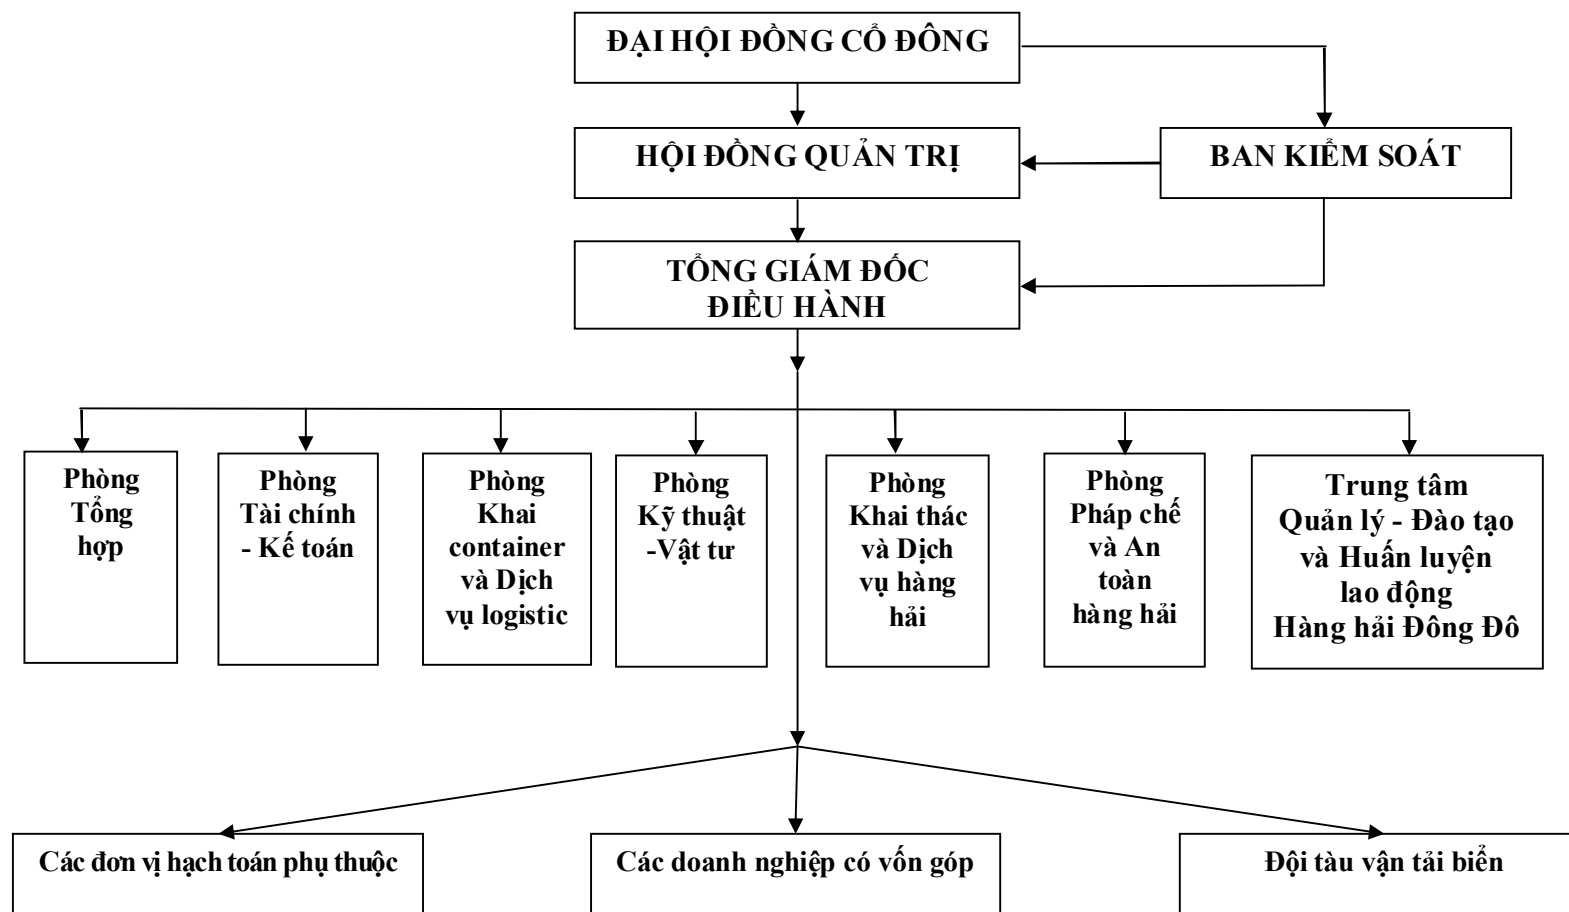 ĐẠI HỘI ĐỒNG CỔ ĐÔNG
HỘI ĐỒNG QUẢN TRỊ
BAN KIỂM SOÁT
TỔNG GIÁM ĐỐC
ĐIỀU HÀNH
Phòng
Tổng
hợp
Phòng
Tài chính
- Kế toán
Phòng
Khai
container
và Dịch
vụ logistic
Phòng
Kỹ thuật
-Vật tư
Phòng
Khai thác
và Dịch
vụ hàng
hải
Phòng
Pháp chế
và An
toàn
hàng hải
Trung tâm
Quản lý - Đào tạo
và Huấn luyện
lao động
Hàng hải Đông Đô
Các đơn vị hạch toán phụ thuộc
Các doanh nghiệp có vốn góp
Đội tàu vận tải biển